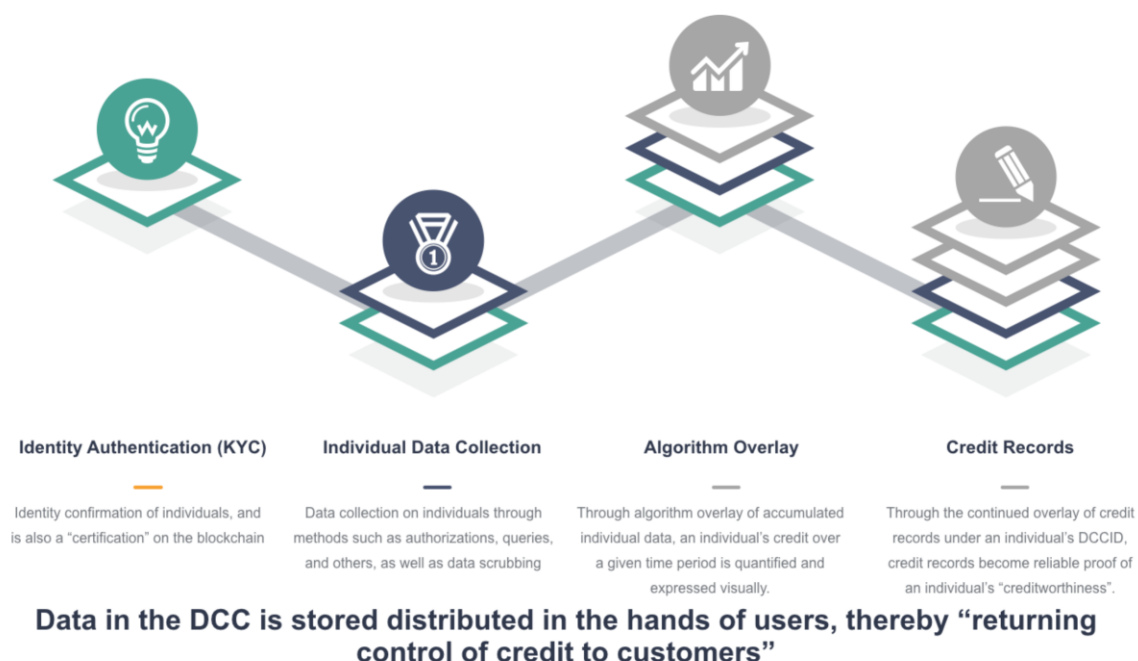 1
Identity Authentication (KYC)
Identity confirmation of individuals, and
is also a “certification” on the blockchain
Individual Data Collection
Data collection on individuals through
methods such as authorizations, queries,
and others, as well as data scrubbing
Algorithm Overlay
Through algorithm overlay of accumulated
individual data, an individual’s credit over
a given time period is quantified and
expressed visually.
Credit Records
Through the continued overlay of credit
records under an individual’s DCCID,
credit records become reliable proof of
an individual’s “creditworthiness”.
Data in the DCC is stored distributed in the hands of users, thereby “returning
control of credit to customers”